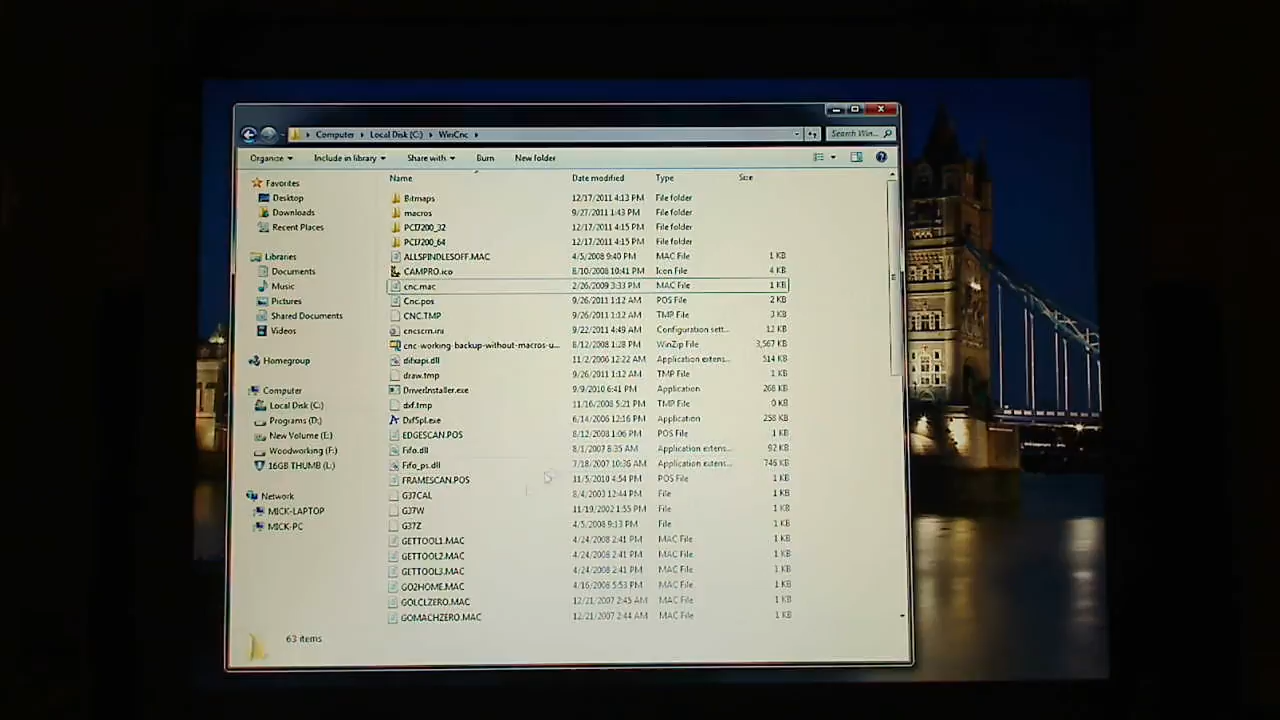 Computer ▸ Local Disk (C:) ▸ WinCnc ▸ Search Win...
Organize Include in library Share with Burn New folder
Name Date modified Type Size
Favorites
Desktop
Downloads
Recent Places
Libraries
Documents
Music
Pictures
Shared Documents
Videos
Homegroup
Computer
Local Disk (C:)
Programs (D:)
New Volume (E:)
Woodworking (F:)
16GB THUMB (L:)
Network
MICK-LAPTOP
MICK-PC
Bitmaps 12/17/2011 4:13 PM File folder
macros 9/27/2011 1:43 PM File folder
PCI7200_32 12/17/2011 4:15 PM File folder
PCI7200_64 12/17/2011 4:15 PM File folder
ALLSPINDLESOFF.MAC 4/5/2008 9:40 PM MAC File 1 KB
CAMPRO.ico 8/10/2008 10:41 PM Icon File 4 KB
cnc.mac 2/26/2009 3:33 PM MAC File 1 KB
Cnc.pos 9/26/2011 1:12 AM POS File 2 KB
CNC.TMP 9/26/2011 1:12 AM TMP File 3 KB
cncscrn.ini 9/22/2011 4:49 AM Configuration sett... 12 KB
cnc-working-backup-without-macros-u... 8/12/2008 1:28 PM WinZip File 3,567 KB
difxapi.dll 11/2/2006 12:22 AM Application extens... 514 KB
draw.tmp 9/26/2011 1:12 AM TMP File 1 KB
DriverInstaller.exe 9/9/2010 6:41 PM Application 268 KB
dxf.tmp 11/16/2008 5:21 PM TMP File 0 KB
DxfSpl.exe 6/14/2006 12:16 PM Application 258 KB
EDGESCAN.POS 8/12/2008 1:06 PM POS File 1 KB
Fifo.dll 8/1/2007 8:35 AM Application extens... 92 KB
Fifo_ps.dll 7/18/2007 10:36 AM Application extens... 746 KB
FRAMESCAN.POS 11/5/2010 4:54 PM POS File 1 KB
G37CAL 8/4/2003 12:44 PM File 1 KB
G37W 11/19/2002 1:55 PM File 1 KB
G37Z 4/5/2008 9:13 PM File 1 KB
GETTOOL1.MAC 4/24/2008 2:41 PM MAC File 1 KB
GETTOOL2.MAC 4/24/2008 2:41 PM MAC File 1 KB
GETTOOL3.MAC 4/24/2008 2:41 PM MAC File 1 KB
GO2HOME.MAC 4/16/2008 5:53 PM MAC File 1 KB
GOLCLZERO.MAC 12/21/2007 2:45 AM MAC File 1 KB
GOMACHZERO.MAC 12/21/2007 2:44 AM MAC File 1 KB
63 items